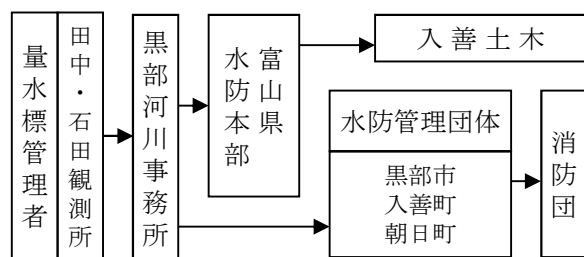 量水標管理者
田中・石田観測所
黒部河川事務所
富山県
水防本部
入善土木
水防管理団体
黒部市
入善町
朝日町
消防団